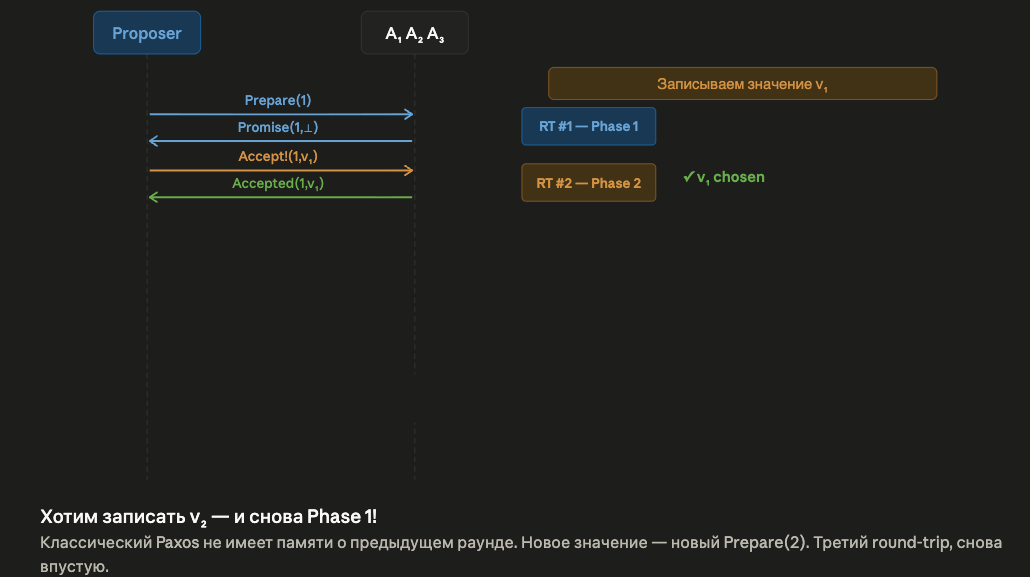 Proposer
A₁ A₂ A₃
Записываем значение v₁
Prepare(1)
RT #1 — Phase 1
Promise(1,⊥)
Accept!(1,v₁)
RT #2 — Phase 2
✓ v₁ chosen
Accepted(1,v₁)
Хотим записать v₂ — и снова Phase 1!
Классический Paxos не имеет памяти о предыдущем раунде. Новое значение — новый Prepare(2). Третий round-trip, снова
впустую.